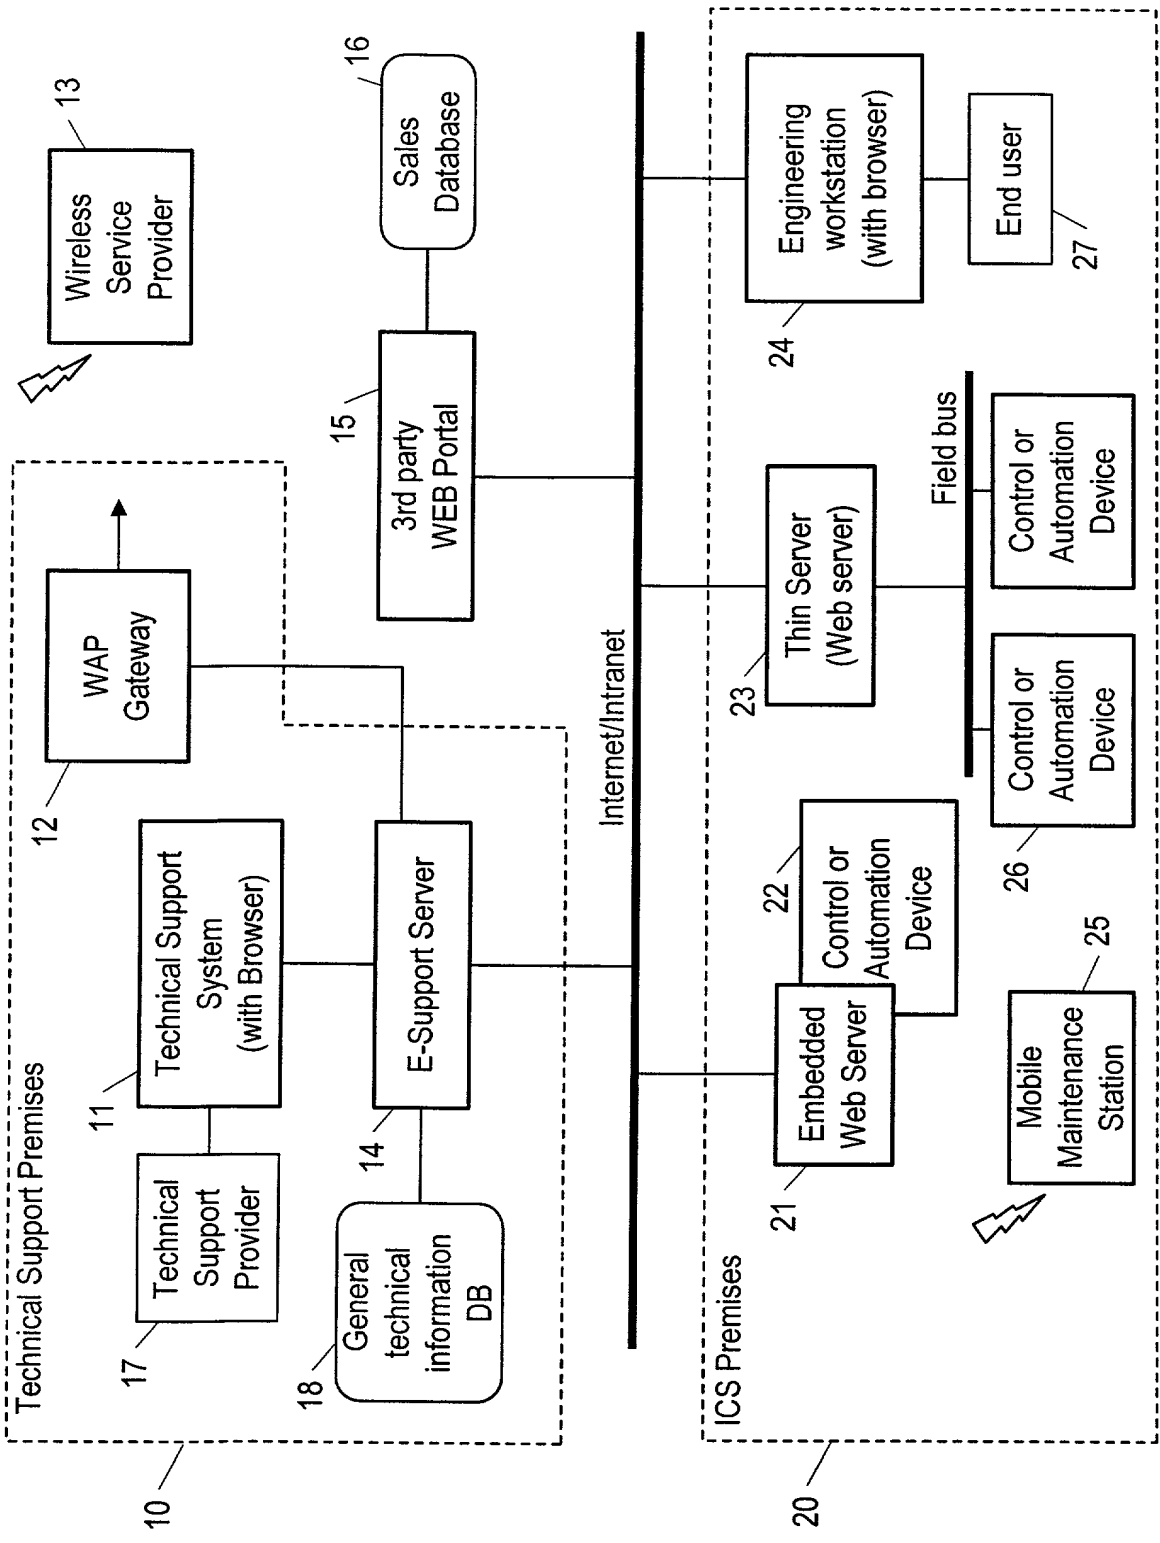 Technical Support Premises
10
17
Technical
Support
Provider
11
Technical Support
System
(with Browser)
12
WAP
Gateway
13
Wireless
Service
Provider
18
General
technical
information
DB
14
E-Support Server
15
3rd party
WEB Portal
16
Sales
Database
Internet/Intranet
ICS Premises
20
21
Embedded
Web Server
22
Control or
Automation
Device
23
Thin Server
(Web server)
24
Engineering
workstation
(with browser)
Field bus
Mobile
Maintenance
Station
25
26
Control or
Automation
Device
Control or
Automation
Device
End user
27